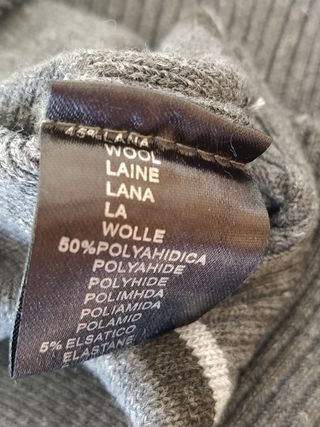 45%LANA
WOOL
LAINE
LANA
LA
WOLLE
50%POLYAHIDICA
POLYAHIDE
POLYHIDE
POLIMHDA
POLIAMIDA
POLAMID
5% ELSATICO
ELASTANE